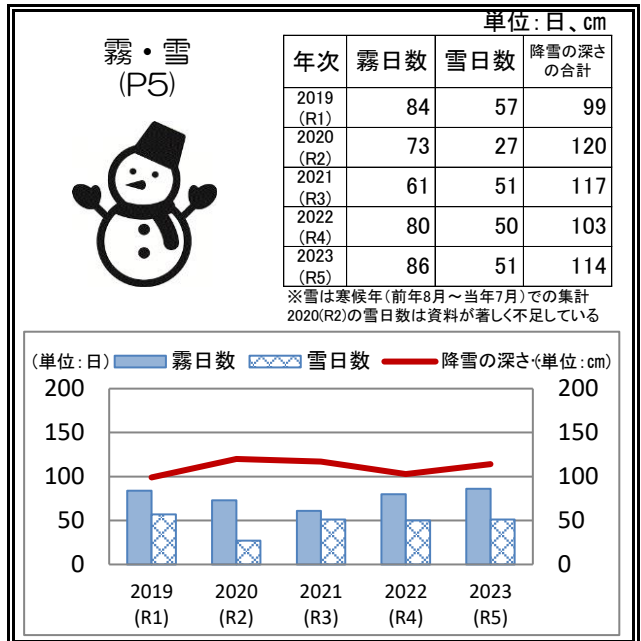 単位：日、cm
霧・雪
(P5)
年次 霧日数 雪日数 降雪の深さの合計
2019(R1) 84 57 99
2020(R2) 73 27 120
2021(R3) 61 51 117
2022(R4) 80 50 103
2023(R5) 86 51 114
※雪は寒候年（前年8月～当年7月）での集計
2020(R2)の雪日数は資料が著しく不足している
（単位：日） 霧日数 雪日数 降雪の深さ （単位：cm）
200 200
150 150
100 100
50 50
0 0
2019 2020 2021 2022 2023
(R1) (R2) (R3) (R4) (R5)